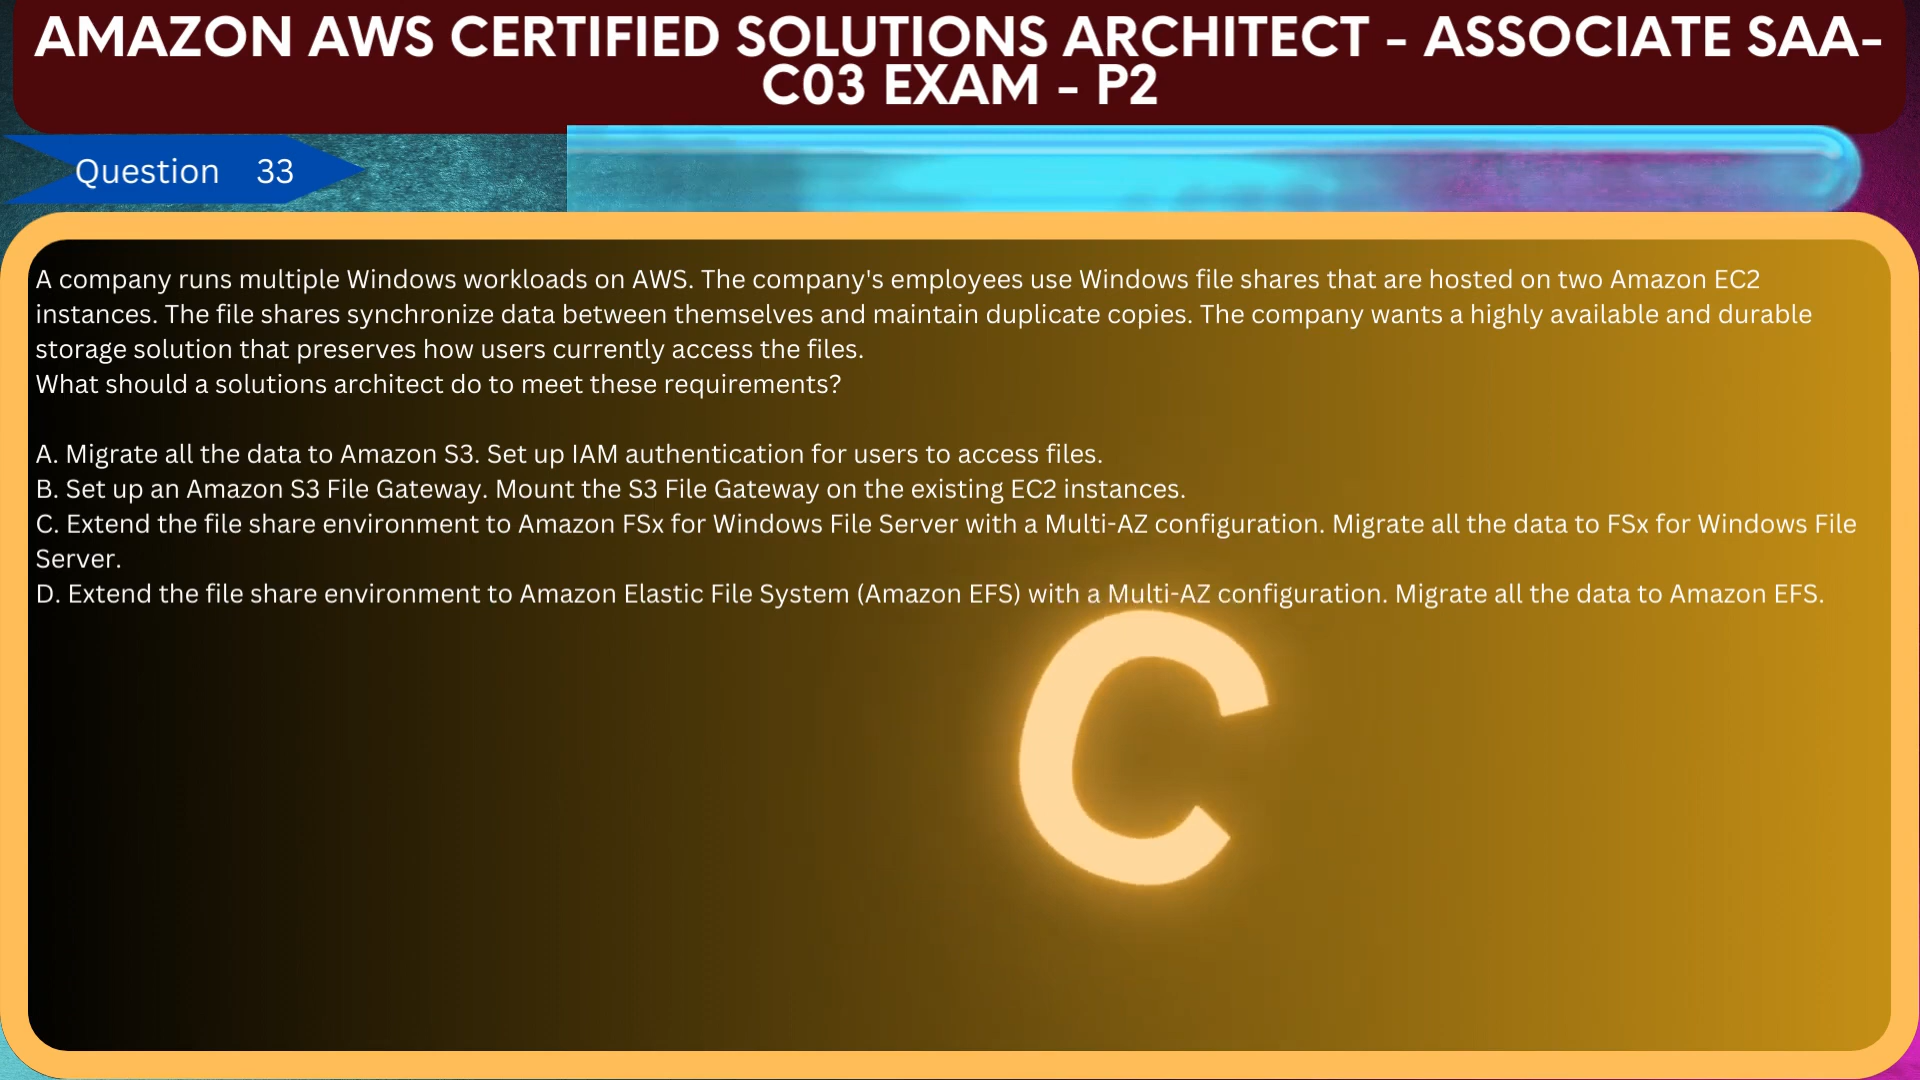 AMAZON AWS CERTIFIED SOLUTIONS ARCHITECT - ASSOCIATE SAA-
C03 EXAM - P2
Question 33
A company runs multiple Windows workloads on AWS. The company's employees use Windows file shares that are hosted on two Amazon EC2
instances. The file shares synchronize data between themselves and maintain duplicate copies. The company wants a highly available and durable
storage solution that preserves how users currently access the files.
What should a solutions architect do to meet these requirements?
A. Migrate all the data to Amazon S3. Set up IAM authentication for users to access files.
B. Set up an Amazon S3 File Gateway. Mount the S3 File Gateway on the existing EC2 instances.
C. Extend the file share environment to Amazon FSx for Windows File Server with a Multi-AZ configuration. Migrate all the data to FSx for Windows File
Server.
D. Extend the file share environment to Amazon Elastic File System (Amazon EFS) with a Multi-AZ configuration. Migrate all the data to Amazon EFS.
C